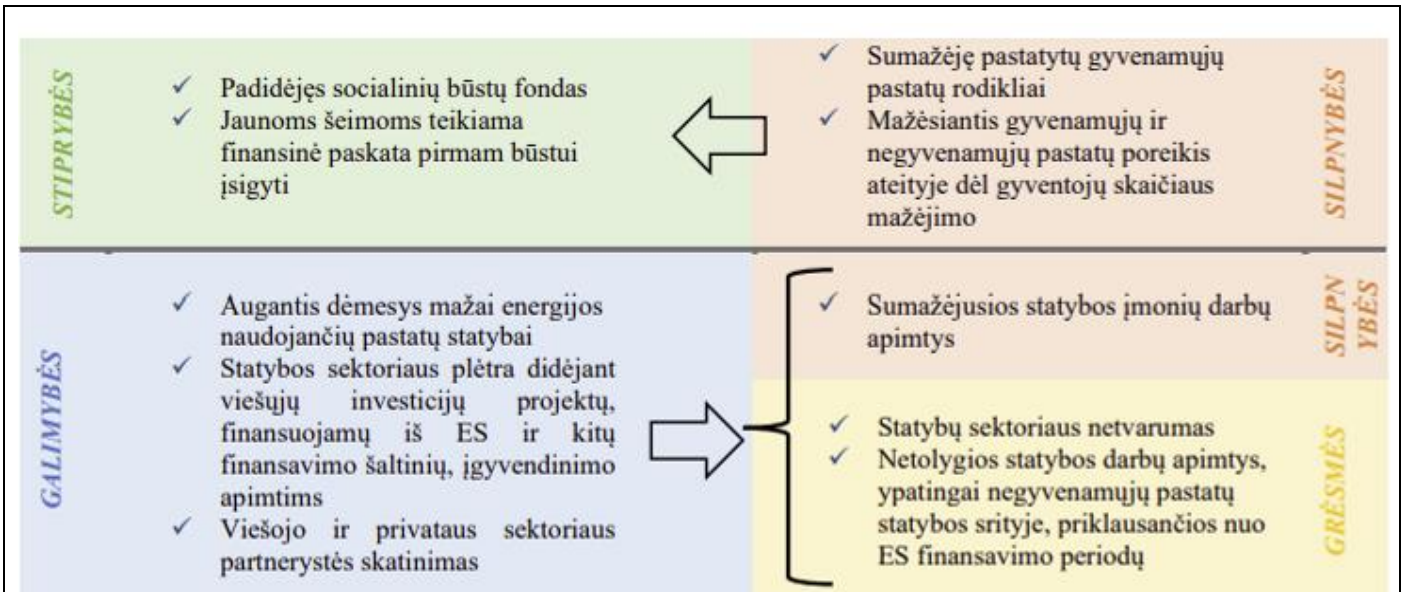 STIPRYBĖS
Padidėjęs socialinių būstų fondas
Jaunoms šeimoms teikiama
finansinė paskata pirmam būstui
įsigyti
Sumažėję pastatytų gyvenamųjų
pastatų rodikliai
Mažėsiantis gyvenamųjų ir
negyvenamųjų pastatų poreikis
ateityje dėl gyventojų skaičiaus
mažėjimo
SILPNYBĖS
GALIMYBĖS
Augantis dėmesys mažai energijos
naudojančių pastatų statybai
Statybos sektoriaus plėtra didėjant
viešųjų investicijų projektų,
finansuojamų iš ES ir kitų
finansavimo šaltinių, įgyvendinimo
apimtims
Viešojo ir privataus sektoriaus
partnerystės skatinimas
Sumažėjusios statybos įmonių darbų
apimtys
SILPN
YBĖS
Statybų sektoriaus netvarumas
Netolygios statybos darbų apimtys,
ypatingai negyvenamųjų pastatų
statybos srityje, priklausančios nuo
ES finansavimo periodų
GRĖSMĖS